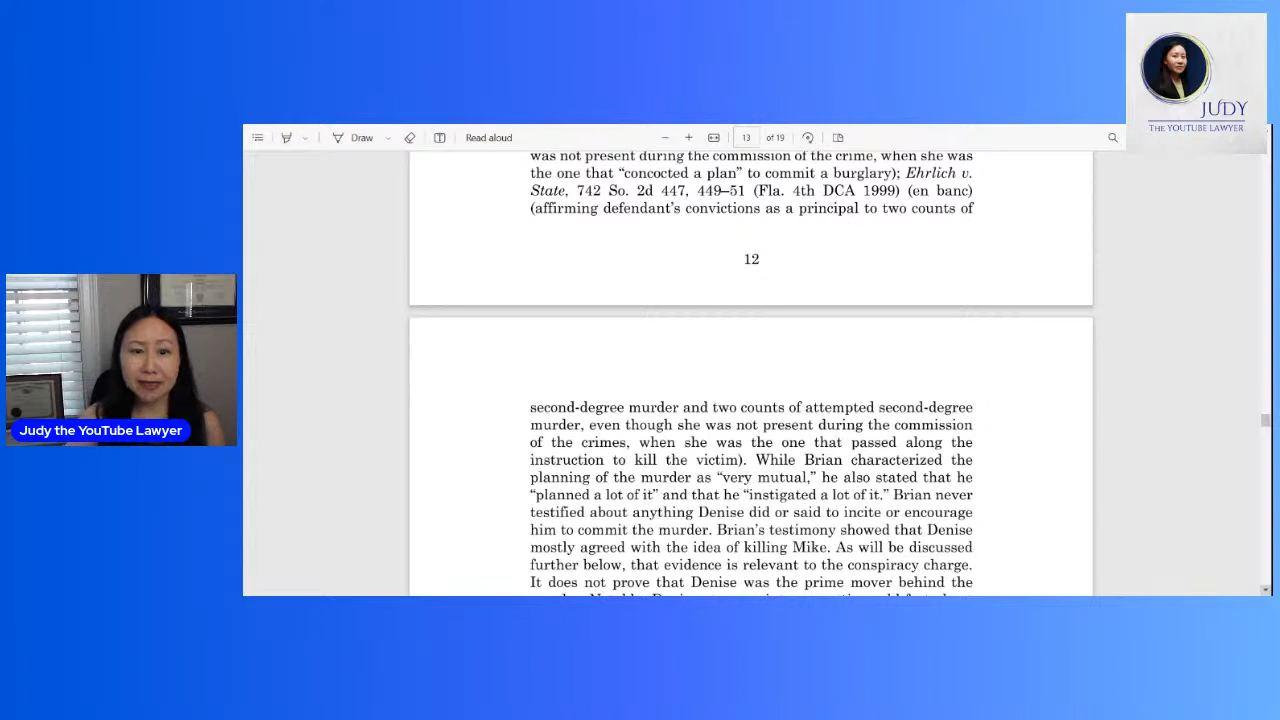 JUDY
THE YOUTUBE LAWYER
Draw
Read aloud
13 of 19
was not present during the commission of the crime, when she was
the one that “concocted a plan” to commit a burglary); Ehrlich v.
State, 742 So. 2d 447, 449–51 (Fla. 4th DCA 1999) (en banc)
(affirming defendant’s convictions as a principal to two counts of
12
second-degree murder and two counts of attempted second-degree
murder, even though she was not present during the commission
of the crimes, when she was the one that passed along the
instruction to kill the victim). While Brian characterized the
planning of the murder as “very mutual,” he also stated that he
“planned a lot of it” and that he “instigated a lot of it.” Brian never
testified about anything Denise did or said to incite or encourage
him to commit the murder. Brian’s testimony showed that Denise
mostly agreed with the idea of killing Mike. As will be discussed
further below, that evidence is relevant to the conspiracy charge.
It does not prove that Denise was the prime mover behind the
Judy the YouTube Lawyer